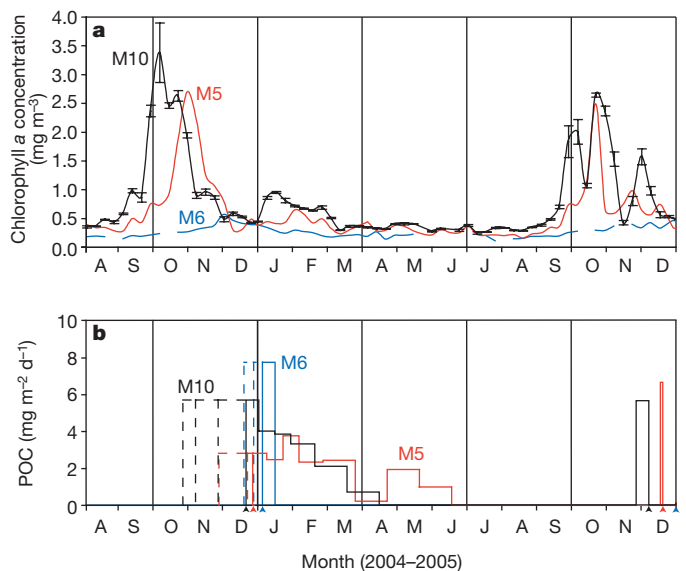 a
Chlorophyll a concentration
(mg m⁻³)
4.0
3.5
3.0
2.5
2.0
1.5
1.0
0.5
0.0
M10
M5
M6
A S O N D J F M A M J J A S O N D
b
POC (mg m⁻² d⁻¹)
10
8
6
4
2
0
M10
M6
M5
A S O N D J F M A M J J A S O N D
Month (2004–2005)